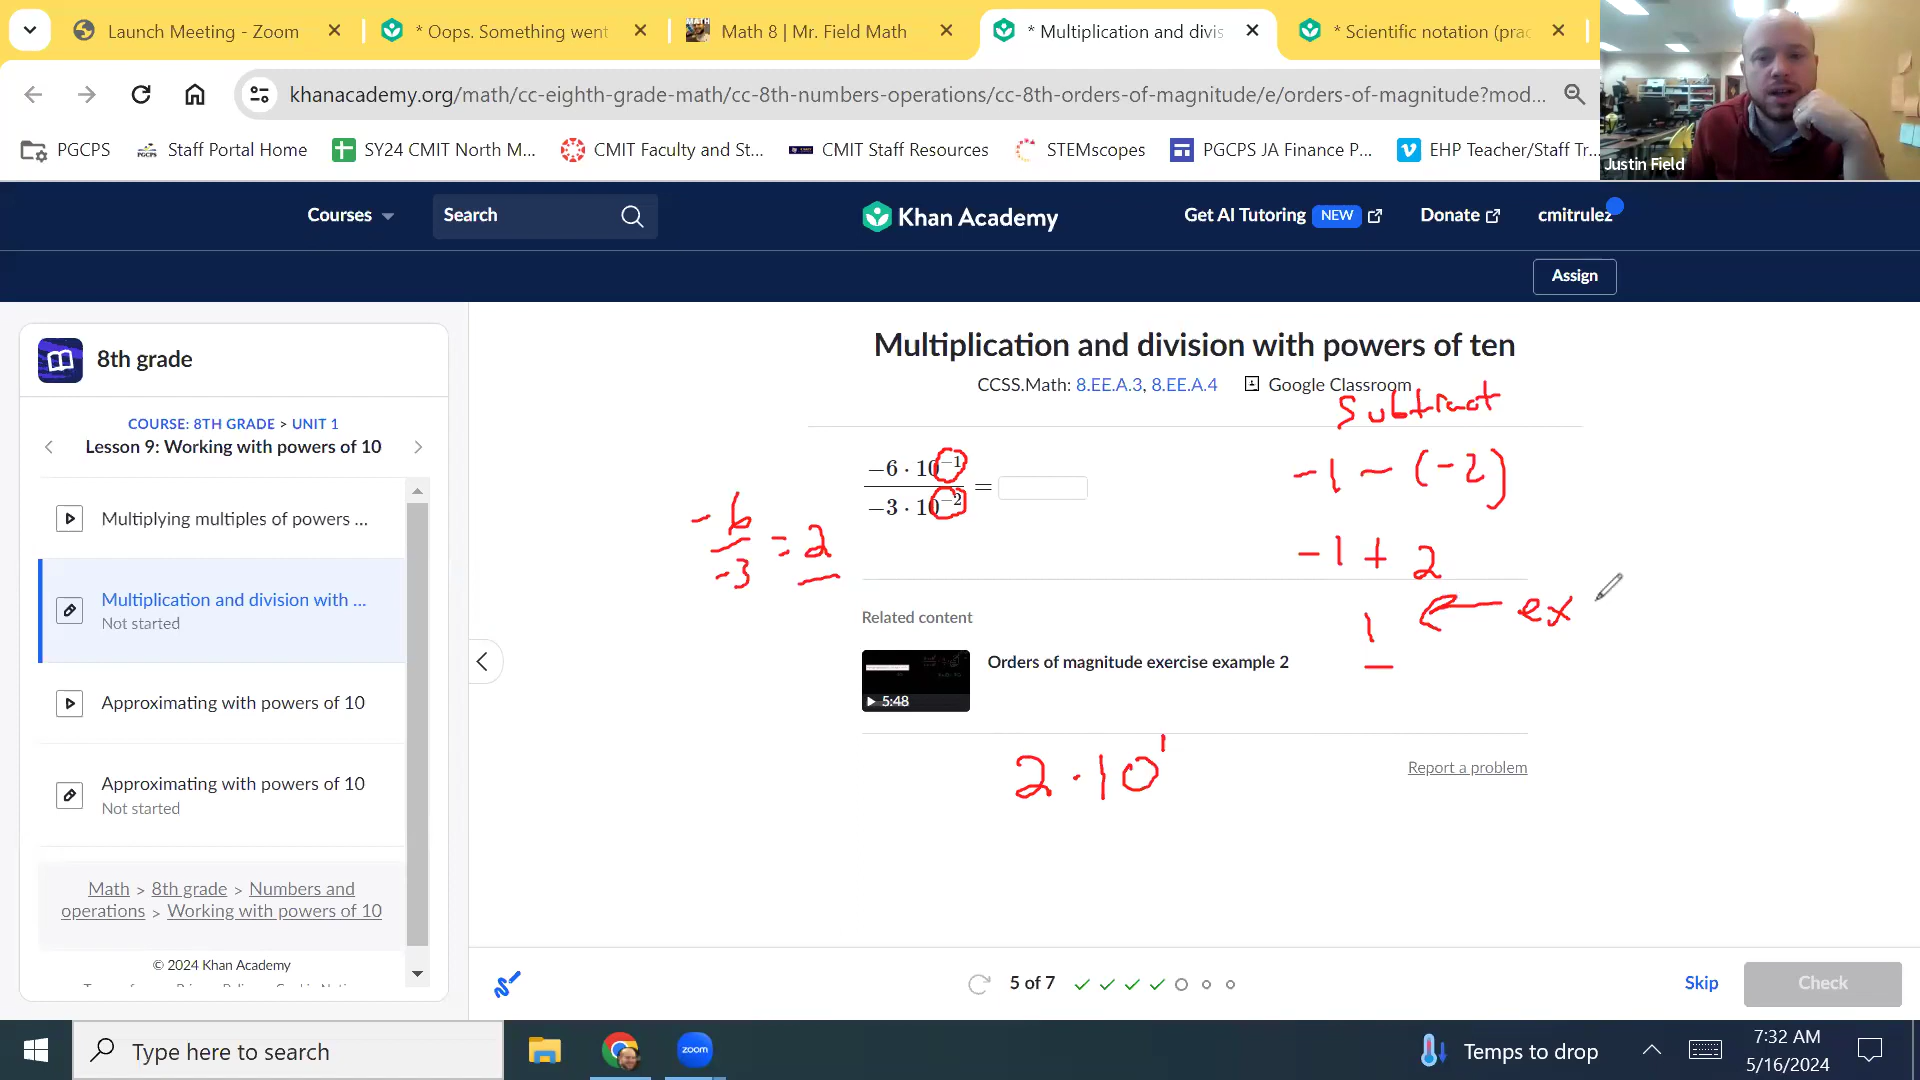 Launch Meeting - Zoom
* Oops. Something went
Math 8 | Mr. Field Math
* Multiplication and divis
* Scientific notation (prac
khanacademy.org/math/cc-eighth-grade-math/cc-8th-numbers-operations/cc-8th-orders-of-magnitude/e/orders-of-magnitude?mod...
PGCPS
Staff Portal Home
SY24 CMIT North M...
CMIT Faculty and St...
CMIT Staff Resources
STEMscopes
PGCPS JA Finance P...
EHP Teacher/Staff Tr...
Justin Field
Courses
Search
Khan Academy
Get AI Tutoring NEW
Donate
cmitrulez
Assign
8th grade
COURSE: 8TH GRADE > UNIT 1
Lesson 9: Working with powers of 10
Multiplying multiples of powers ...
Multiplication and division with ...
Not started
Approximating with powers of 10
Approximating with powers of 10
Not started
Math > 8th grade > Numbers and
operations > Working with powers of 10
© 2024 Khan Academy
Multiplication and division with powers of ten
CCSS.Math: 8.EE.A.3, 8.EE.A.4
Google Classroom
subtract
−6 · 10⁻¹
−3 · 10⁻²
=
-6
-3
= 2
-1 - (-2)
-1 + 2
1 ← ex
Related content
Orders of magnitude exercise example 2
5:48
2 · 10¹
Report a problem
5 of 7
Skip
Check
Type here to search
zoom
Temps to drop
7:32 AM
5/16/2024